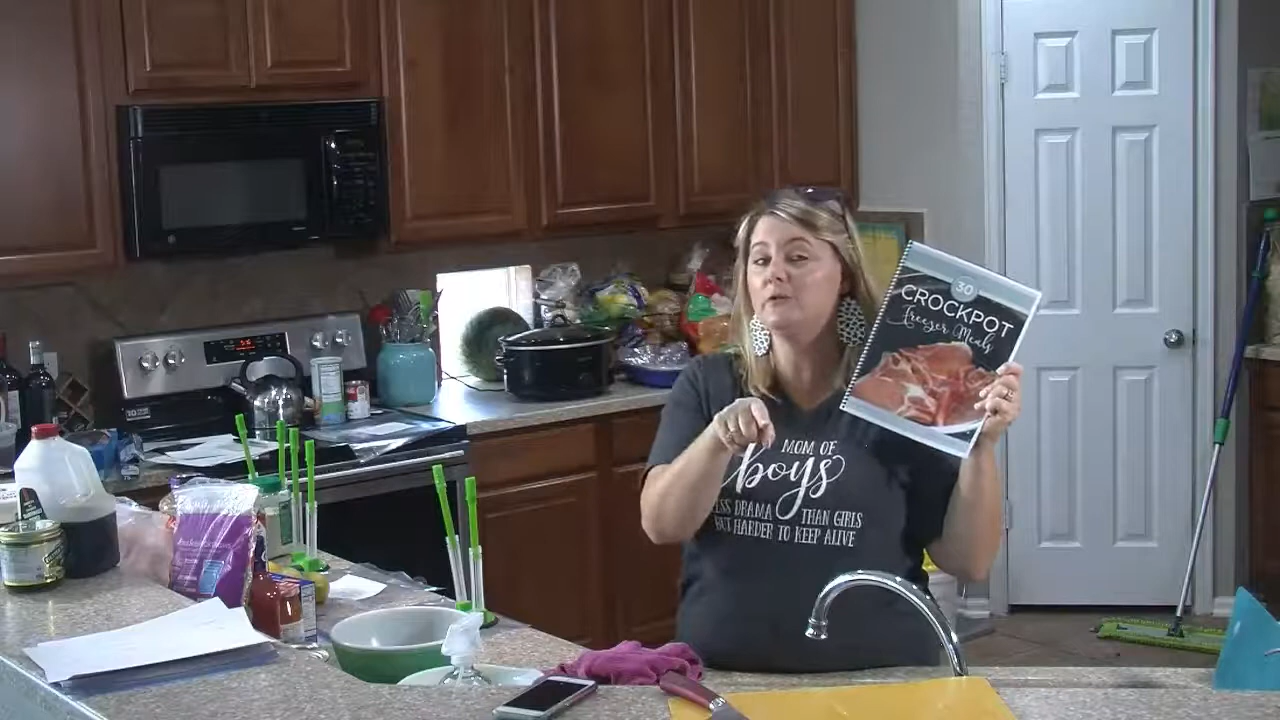 30
CROCKPOT
Freezer Meals
MOM OF
boys
LESS DRAMA THAN GIRLS
BUT HARDER TO KEEP ALIVE